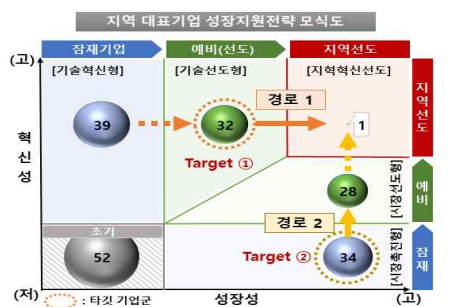 지역 대표기업 성장지원전략 모식도
잠재기업
예비(선도)
지역선도
(고)
[기술혁신형]
[기술선도형]
[지혁혁신선도]
지역선도
39
32
경로 1
1
Target ①
혁신성
28
[시장선도형]
예비
초기
경로 2
52
Target ②
34
[시장촉진형]
잠재
(저)
: 타깃 기업군
성장성
(고)